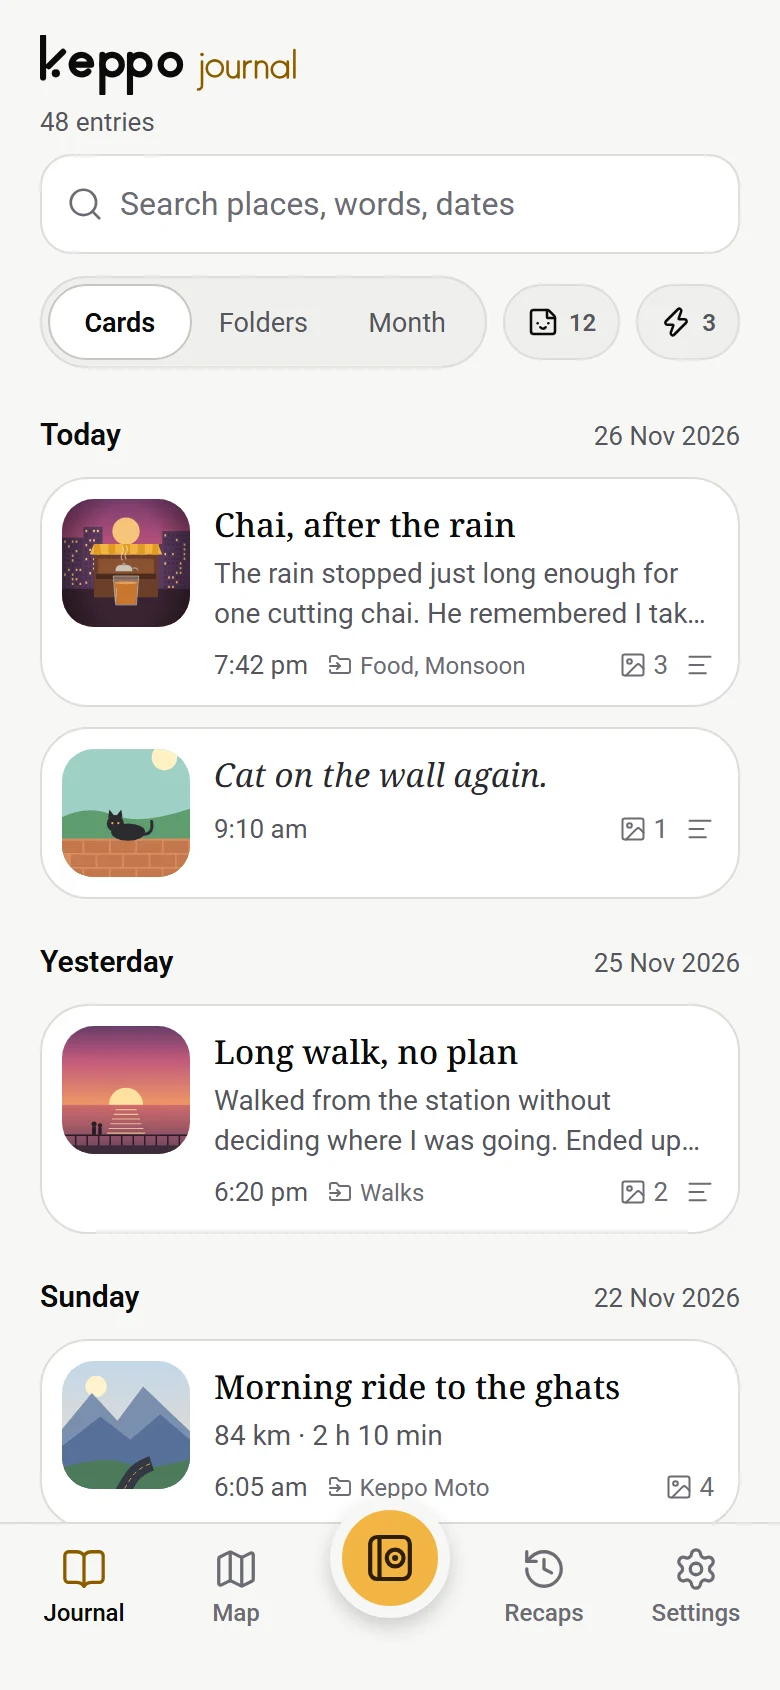 keppo journal
48 entries
Search places, words, dates
Cards Folders Month 12 3
Today 26 Nov 2026
Chai, after the rain
The rain stopped just long enough for
one cutting chai. He remembered I tak...
7:42 pm Food, Monsoon 3
Cat on the wall again.
9:10 am 1
Yesterday 25 Nov 2026
Long walk, no plan
Walked from the station without
deciding where I was going. Ended up...
6:20 pm Walks 2
Sunday 22 Nov 2026
Morning ride to the ghats
84 km · 2 h 10 min
6:05 am Keppo Moto 4
Journal Map Recaps Settings